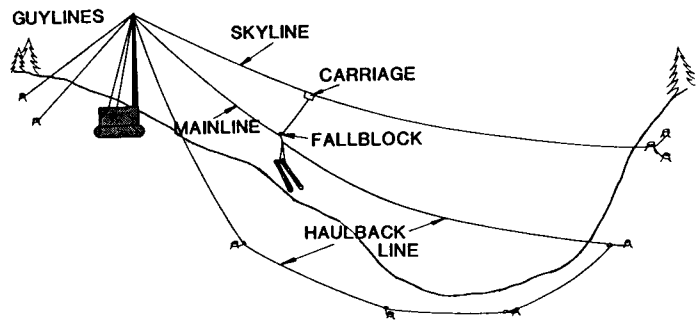 GUYLINES
SKYLINE
CARRIAGE
MAINLINE
FALLBLOCK
HAULBACK
LINE